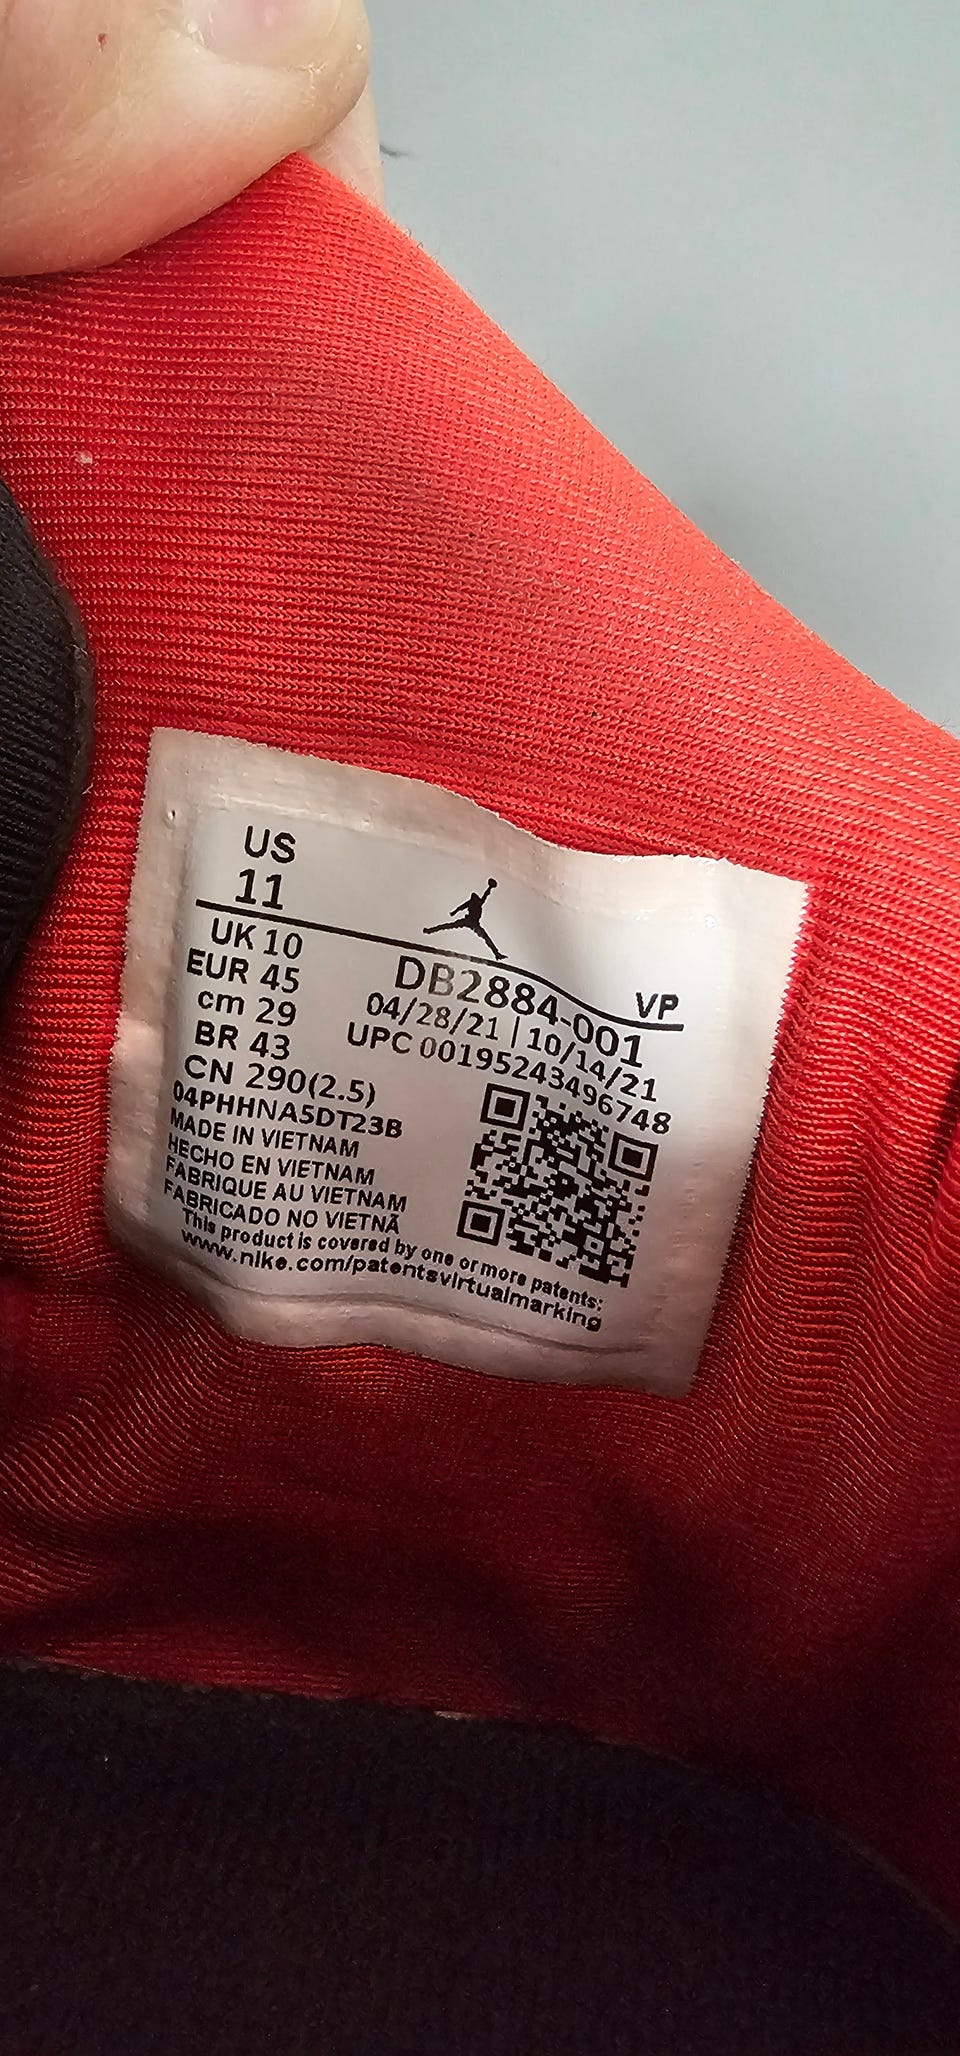 US
11
UK 10
EUR 45
cm 29
BR 43
CN 290(2.5)
04PHHNA5DT23B
MADE IN VIETNAM
HECHO EN VIETNAM
FABRIQUE AU VIETNAM
FABRICADO NO VIETNÃ
VP
DB2884-001
04/28/21 | 10/14/21
UPC 00195243496748
This product is covered by one or more patents:
www.nike.com/patentsvirtualmarking